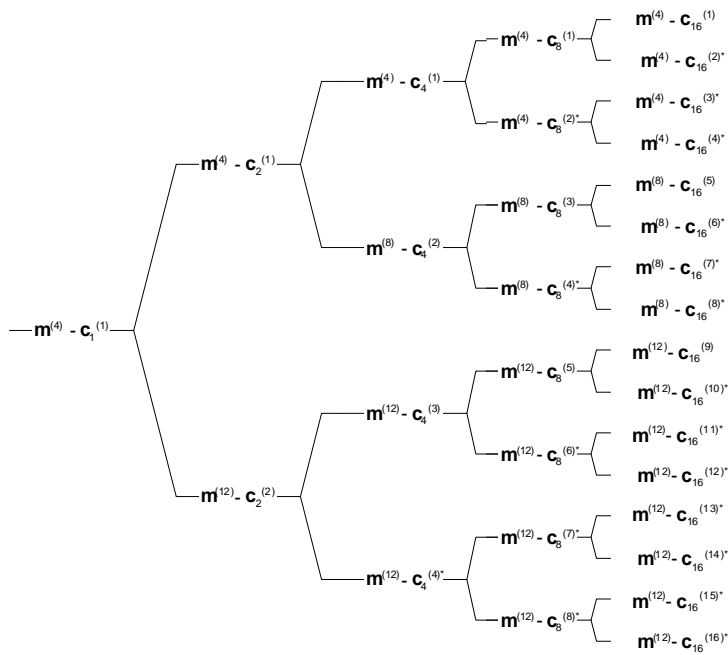 m(4) - c16(1)
m(4) - c8(1)
m(4) - c16(2)*
m(4) - c4(1)
m(4) - c16(3)*
m(4) - c8(2)*
m(4) - c16(4)*
m(4) - c2(1)
m(8) - c16(5)
m(8) - c8(3)
m(8) - c16(6)*
m(8) - c4(2)
m(8) - c16(7)*
m(8) - c8(4)*
m(8) - c16(8)*
m(4) - c1(1)
m(12) - c16(9)
m(12) - c8(5)
m(12) - c16(10)*
m(12) - c4(3)
m(12) - c16(11)*
m(12) - c8(6)*
m(12) - c16(12)*
m(12) - c2(2)
m(12) - c16(13)*
m(12) - c8(7)*
m(12) - c16(14)*
m(12) - c4(4)*
m(12) - c16(15)*
m(12) - c8(8)*
m(12) - c16(16)*